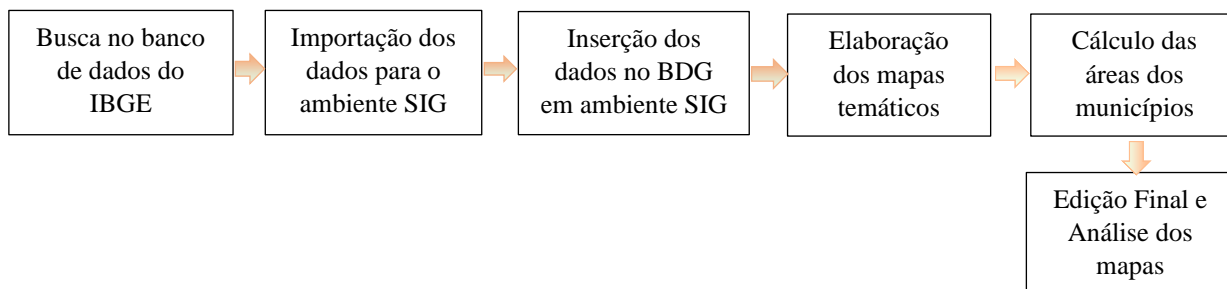 Busca no banco
de dados do
IBGE
Importação dos
dados para o
ambiente SIG
Inserção dos
dados no BDG
em ambiente SIG
Elaboração
dos mapas
temáticos
Cálculo das
áreas dos
municípios
Edição Final e
Análise dos
mapas